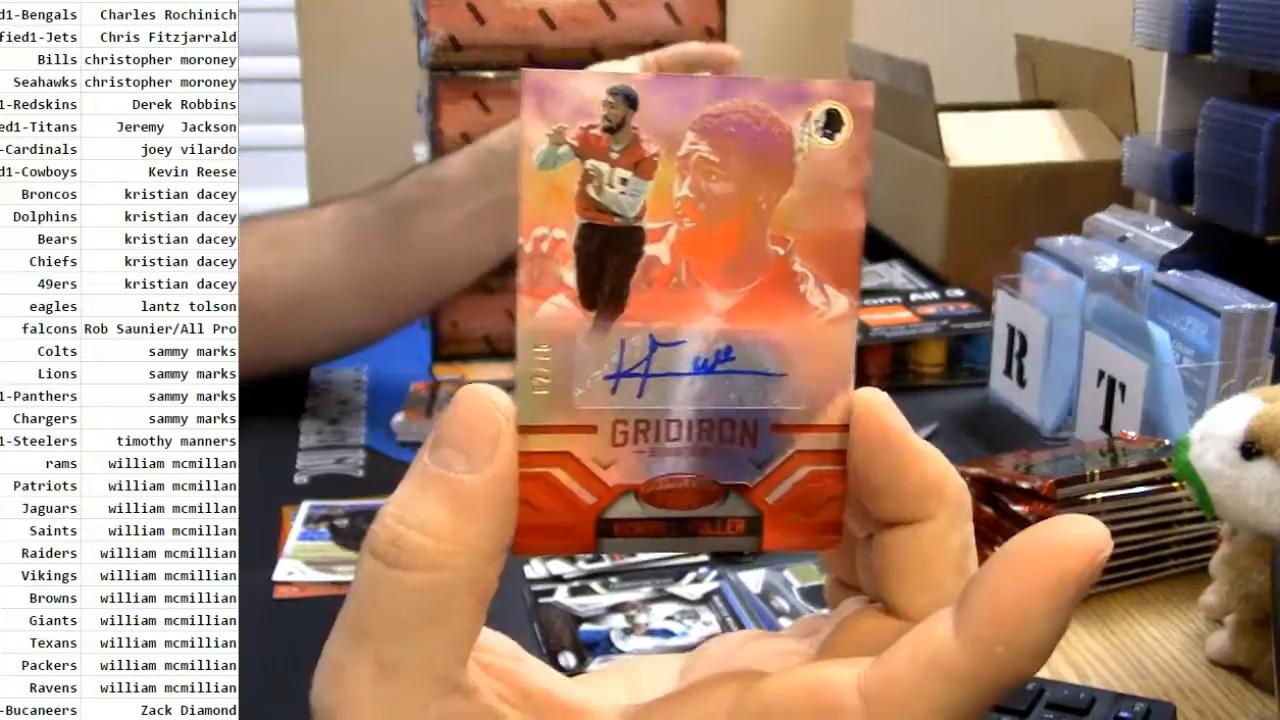 d1-Bengals Charles Rochinich
fied1-Jets Chris Fitzjarrald
Bills christopher moroney
Seahawks christopher moroney
1-Redskins Derek Robbins
ed1-Titans Jeremy Jackson
-Cardinals joey vilardo
d1-Cowboys Kevin Reese
Broncos kristian dacey
Dolphins kristian dacey
Bears kristian dacey
Chiefs kristian dacey
49ers kristian dacey
eagles lantz tolson
falcons Rob Saunier/All Pro
Colts sammy marks
Lions sammy marks
1-Panthers sammy marks
Chargers sammy marks
1-Steelers timothy manners
rams william mcmillan
Patriots william mcmillan
Jaguars william mcmillan
Saints william mcmillan
Raiders william mcmillian
Vikings william mcmillian
Browns william mcmillian
Giants william mcmillian
Texans william mcmillian
Packers william mcmillian
Ravens william mcmillian
-Bucaneers Zack Diamond
GRIDIRON
FULLER
R
T